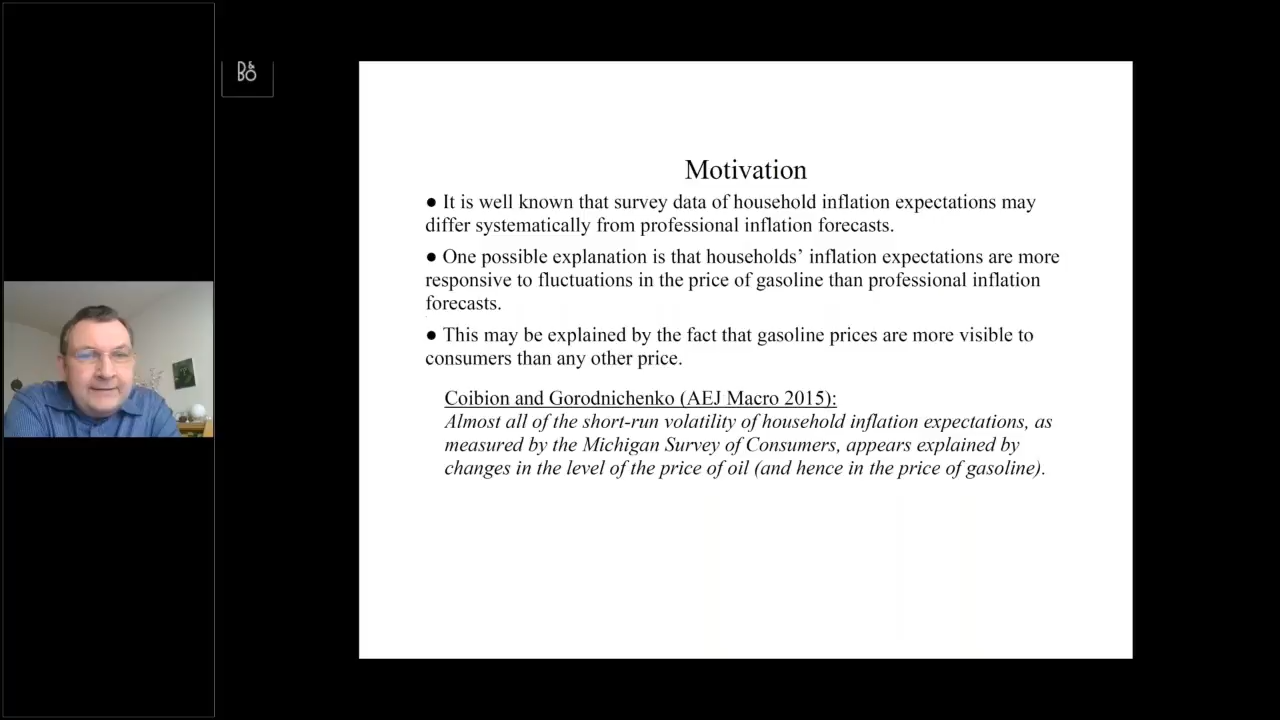 B&
BO
Motivation
● It is well known that survey data of household inflation expectations may
differ systematically from professional inflation forecasts.
● One possible explanation is that households’ inflation expectations are more
responsive to fluctuations in the price of gasoline than professional inflation
forecasts.
● This may be explained by the fact that gasoline prices are more visible to
consumers than any other price.
Coibion and Gorodnichenko (AEJ Macro 2015):
Almost all of the short-run volatility of household inflation expectations, as
measured by the Michigan Survey of Consumers, appears explained by
changes in the level of the price of oil (and hence in the price of gasoline).